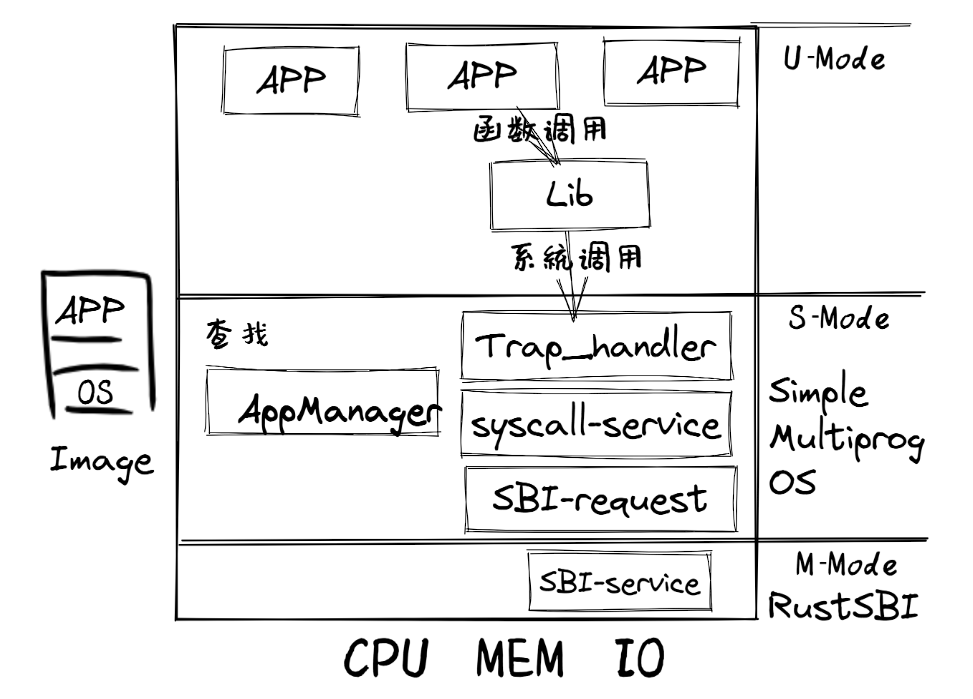 U-Mode
APP
APP
APP
函数调用
Lib
系统调用
APP
OS
Image
查找
AppManager
Trap_handler
syscall-service
SBI-request
S-Mode
Simple
Multiprog
OS
SBI-service
M-Mode
RustSBI
CPU MEM IO